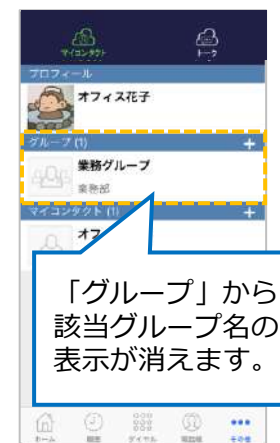 マイコンタクト
トーク
プロフィール
オフィス花子
グループ (1) +
業務グループ
業務部
マイコンタクト (1) +
オフ
「グループ」から
該当グループ名の
表示が消えます。
ホーム 履歴 ダイヤル 電話帳 その他